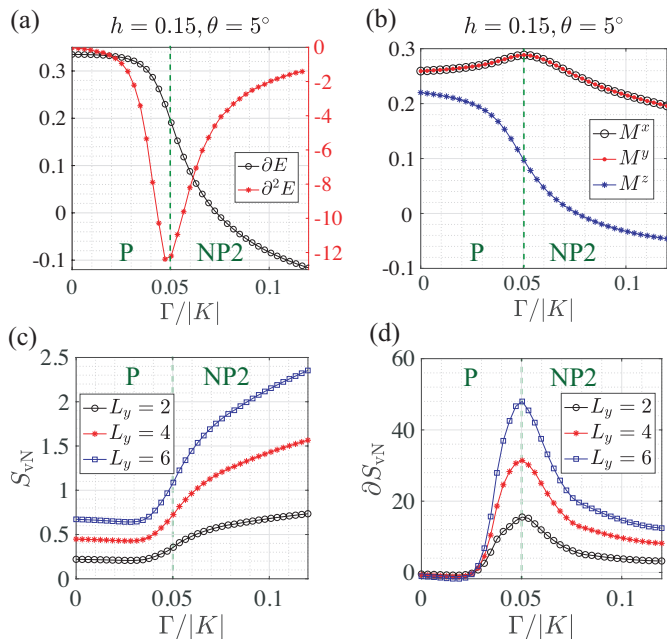 (a)
h = 0.15, θ = 5°
0.3
0.2
0.1
0
-0.1
0
-2
-4
-6
-8
-10
-12
∂E
∂²E
P
NP2
0
0.05
0.1
Γ/|K|
(b)
h = 0.15, θ = 5°
0.3
0.2
0.1
0
-0.1
Mˣ
Mʸ
Mᶻ
P
NP2
0
0.05
0.1
Γ/|K|
(c)
S_vN
2.5
2
1.5
1
0.5
0
P
NP2
L_y = 2
L_y = 4
L_y = 6
0
0.05
0.1
Γ/|K|
(d)
∂S_vN
60
40
20
0
P
NP2
L_y = 2
L_y = 4
L_y = 6
0
0.05
0.1
Γ/|K|